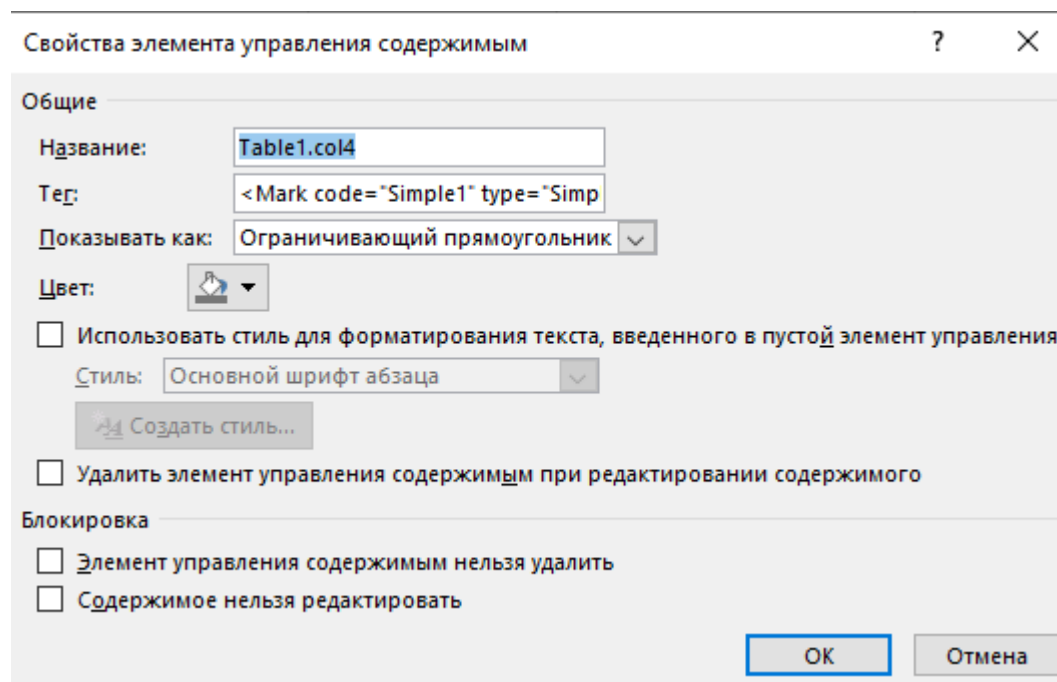 Свойства элемента управления содержимым ? ×
Общие
Название: Table1.col4
Тег: <Mark code="Simple1" type="Simp
Показывать как: Ограничивающий прямоугольник
Цвет:
Использовать стиль для форматирования текста, введенного в пустой элемент управления
Стиль: Основной шрифт абзаца
Создать стиль...
Удалить элемент управления содержимым при редактировании содержимого
Блокировка
Элемент управления содержимым нельзя удалить
Содержимое нельзя редактировать
ОК Отмена